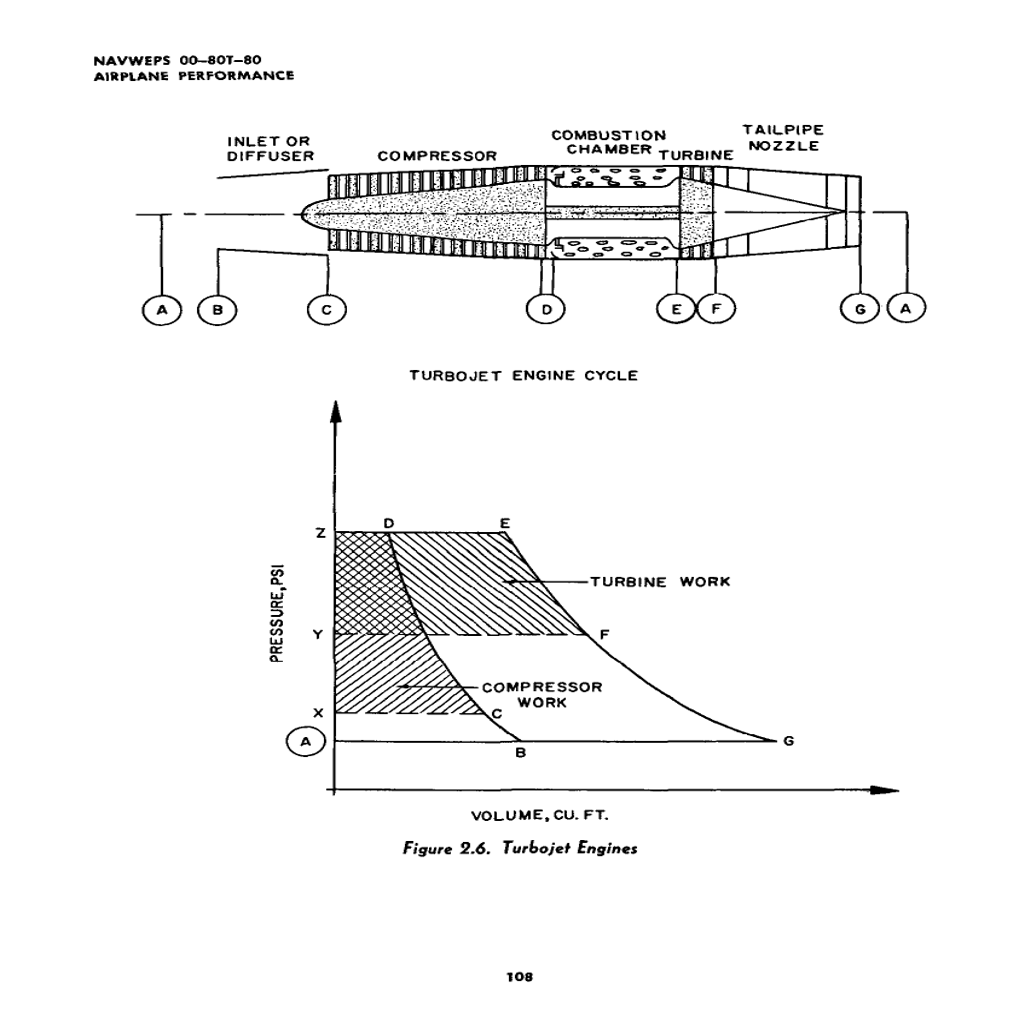 NAVWEPS 00–80T–80
AIRPLANE PERFORMANCE
INLET OR
DIFFUSER
COMPRESSOR
COMBUSTION
CHAMBER
TURBINE
TAILPIPE
NOZZLE
A
B
C
D
E
F
G
A
TURBOJET ENGINE CYCLE
Z
D
E
PRESSURE, PSI
TURBINE WORK
Y
F
COMPRESSOR
WORK
X
C
A
B
G
VOLUME, CU. FT.
Figure 2.6. Turbojet Engines
108